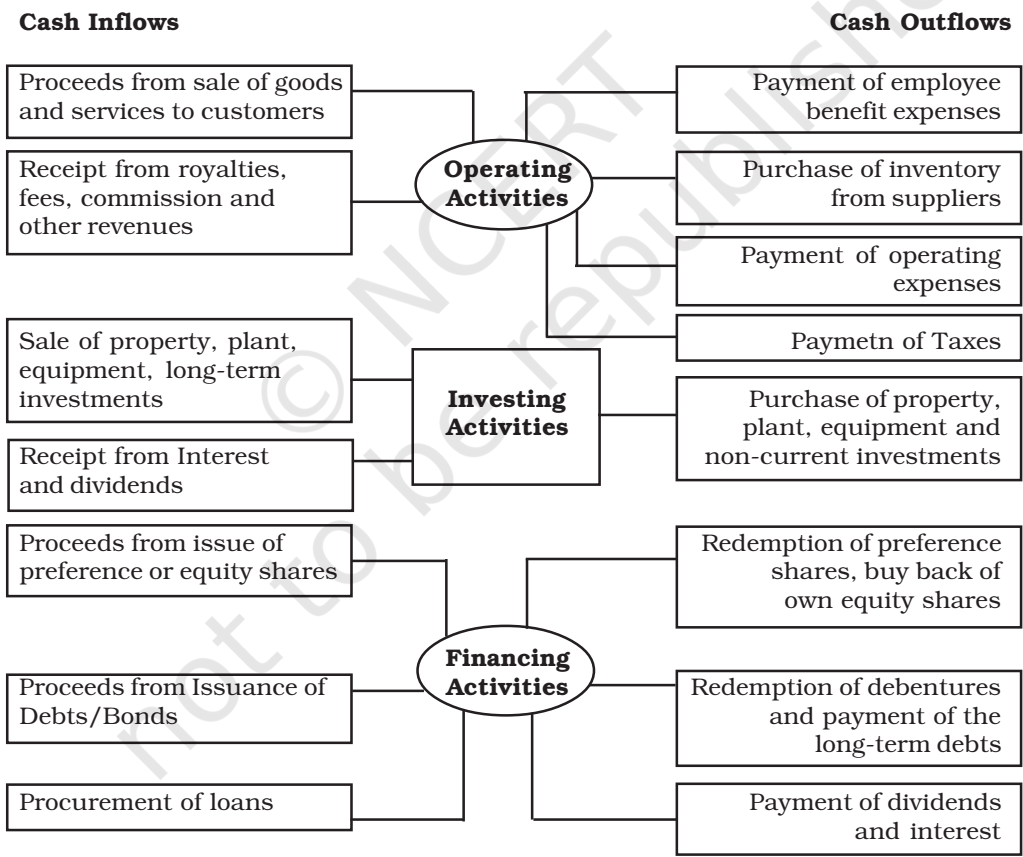 Cash Inflows
Cash Outflows
Proceeds from sale of goods
and services to customers
Payment of employee
benefit expenses
Operating
Activities
Receipt from royalties,
fees, commission and
other revenues
Purchase of inventory
from suppliers
Payment of operating
expenses
Paymetn of Taxes
Sale of property, plant,
equipment, long-term
investments
Investing
Activities
Purchase of property,
plant, equipment and
non-current investments
Receipt from Interest
and dividends
Proceeds from issue of
preference or equity shares
Redemption of preference
shares, buy back of
own equity shares
Financing
Activities
Proceeds from Issuance of
Debts/Bonds
Redemption of debentures
and payment of the
long-term debts
Procurement of loans
Payment of dividends
and interest
© NCERT
not to be republishe